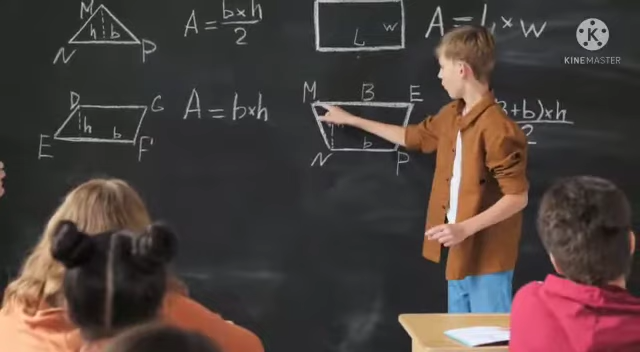 M
N h b P
A = b×h / 2
L w
A = L × w
KINEMASTER
D G
h b
E F
A = b×h
M B E
b
N P
B+b)×h / 2